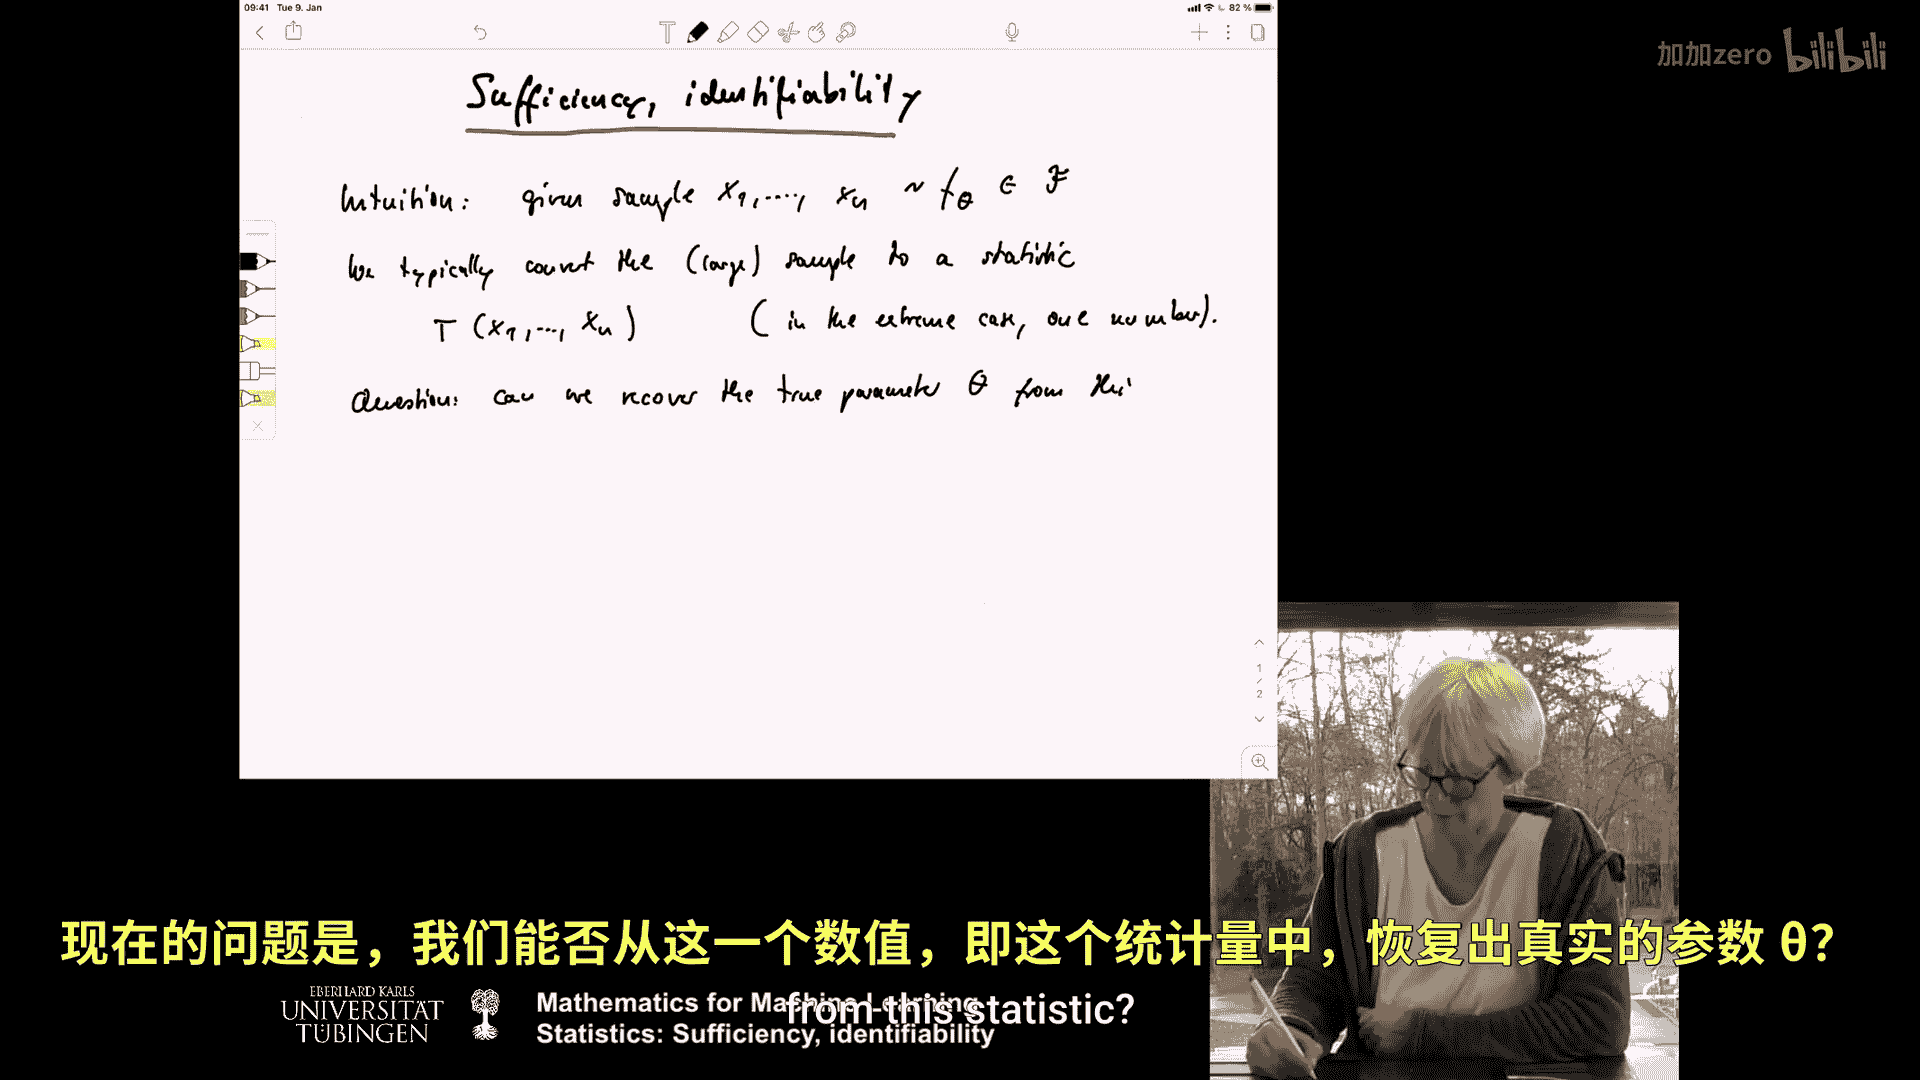 09:41 Tue 9. Jan
82 %
加加zero bilibili
Sufficiency, identifiability
Intuition: given sample X₁, ...., Xₙ ~ f_θ ∈ 𝓕
We typically convert the (large) sample to a statistic
T (X₁, ..., Xₙ) (in the extreme case, one number).
Question: can we recover the true parameter θ from this
1
/
2
现在的问题是，我们能否从这一个数值，即这个统计量中，恢复出真实的参数 θ？
from this statistic?
EBERHARD KARLS
UNIVERSITÄT
TÜBINGEN
Mathematics for Machine Learning
Statistics: Sufficiency, identifiability